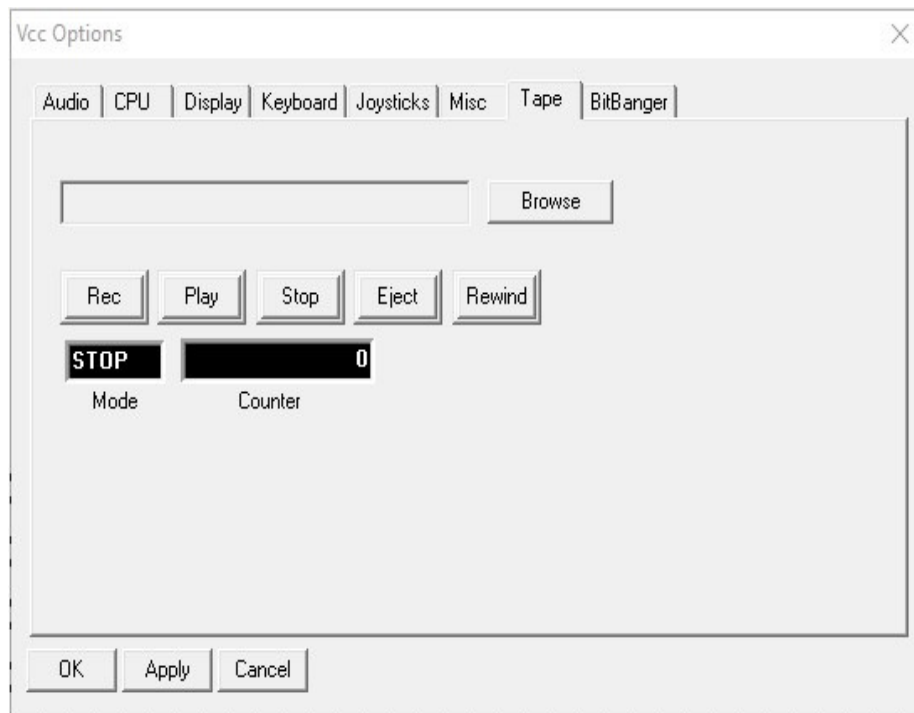 Vcc Options
Audio CPU Display Keyboard Joysticks Misc Tape BitBanger
Browse
Rec Play Stop Eject Rewind
STOP 0
Mode Counter
OK Apply Cancel